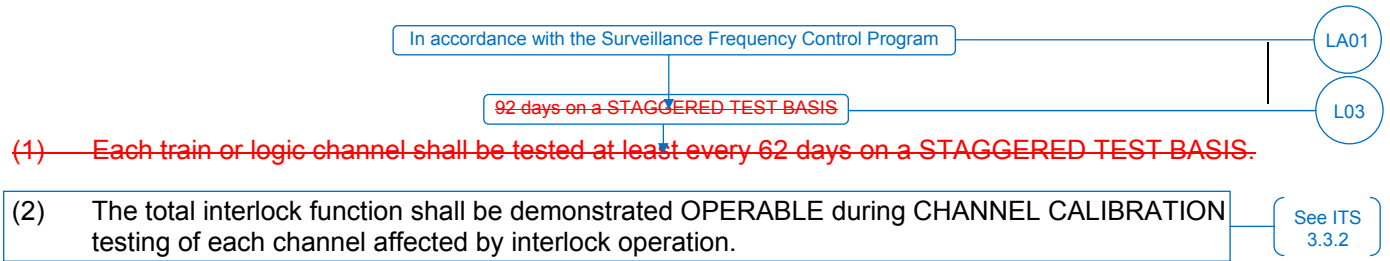 In accordance with the Surveillance Frequency Control Program
LA01
92 days on a STAGGERED TEST BASIS
L03
(1) Each train or logic channel shall be tested at least every 62 days on a STAGGERED TEST BASIS.
(2) The total interlock function shall be demonstrated OPERABLE during CHANNEL CALIBRATION
testing of each channel affected by interlock operation.
See ITS
3.3.2